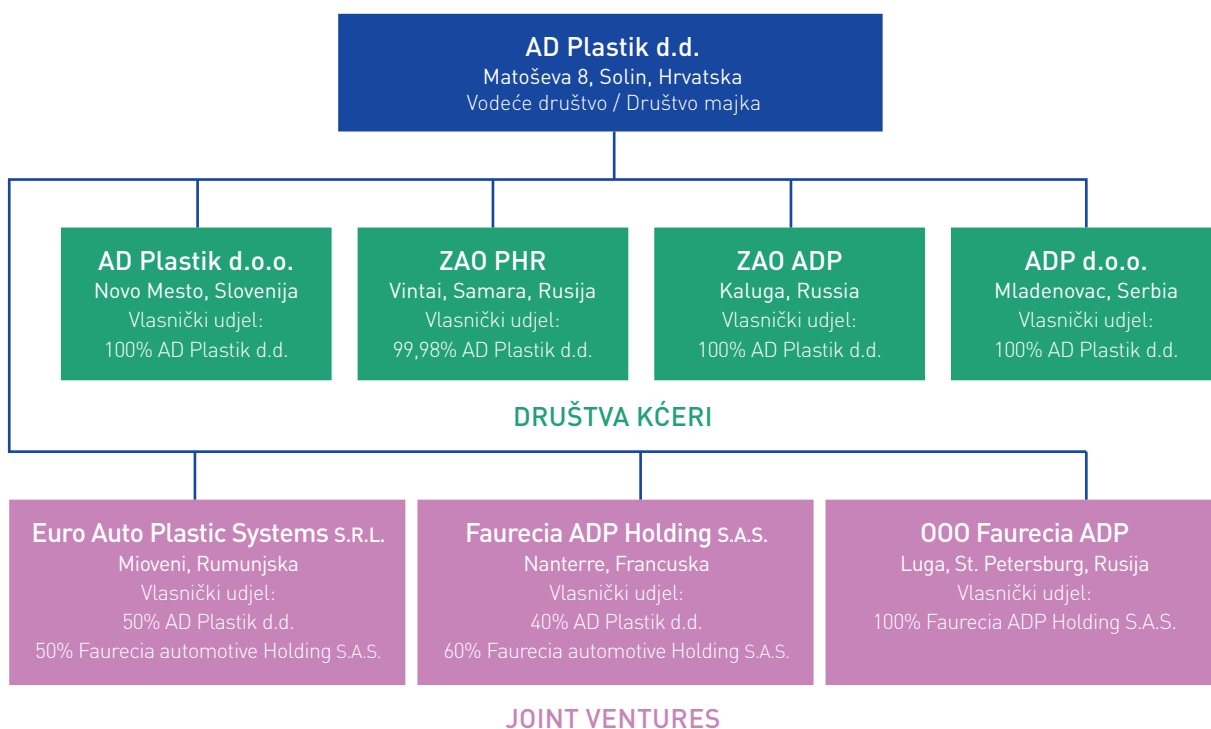 AD Plastik d.d.
Matoševa 8, Solin, Hrvatska
Vodeće društvo / Društvo majka
AD Plastik d.o.o.
Novo Mesto, Slovenija
Vlasnički udjel:
100% AD Plastik d.d.
ZAO PHR
Vintai, Samara, Rusija
Vlasnički udjel:
99,98% AD Plastik d.d.
ZAO ADP
Kaluga, Russia
Vlasnički udjel:
100% AD Plastik d.d.
ADP d.o.o.
Mladenovac, Serbia
Vlasnički udjel:
100% AD Plastik d.d.
DRUŠTVA KĆERI
Euro Auto Plastic Systems S.R.L.
Mioveni, Rumunjska
Vlasnički udjel:
50% AD Plastik d.d.
50% Faurecia automotive Holding S.A.S.
Faurecia ADP Holding S.A.S.
Nanterre, Francuska
Vlasnički udjel:
40% AD Plastik d.d.
60% Faurecia automotive Holding S.A.S.
OOO Faurecia ADP
Luga, St. Petersburg, Rusija
Vlasnički udjel:
100% Faurecia ADP Holding S.A.S.
JOINT VENTURES